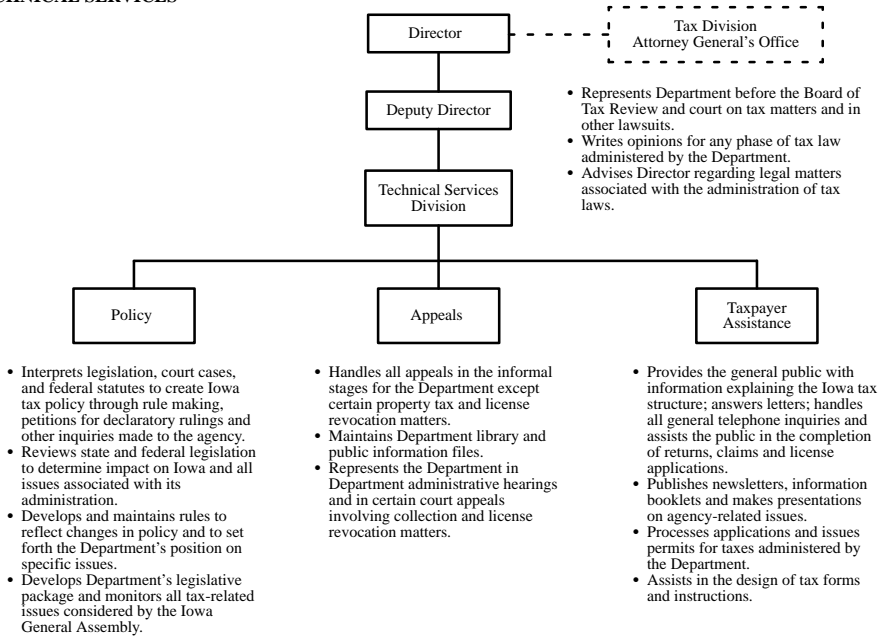 SERVICES
Director
Tax Division
Attorney General's Office
Deputy Director
• Represents Department before the Board of
Tax Review and court on tax matters and in
other lawsuits.
• Writes opinions for any phase of tax law
administered by the Department.
• Advises Director regarding legal matters
associated with the administration of tax
laws.
Technical Services
Division
Policy
Appeals
Taxpayer
Assistance
• Interprets legislation, court cases,
and federal statutes to create Iowa
tax policy through rule making,
petitions for declaratory rulings and
other inquiries made to the agency.
• Reviews state and federal legislation
to determine impact on Iowa and all
issues associated with its
administration.
• Develops and maintains rules to
reflect changes in policy and to set
forth the Department's position on
specific issues.
• Develops Department's legislative
package and monitors all tax-related
issues considered by the Iowa
General Assembly.
• Handles all appeals in the informal
stages for the Department except
certain property tax and license
revocation matters.
• Maintains Department library and
public information files.
• Represents the Department in
Department administrative hearings
and in certain court appeals
involving collection and license
revocation matters.
• Provides the general public with
information explaining the Iowa tax
structure; answers letters; handles
all general telephone inquiries and
assists the public in the completion
of returns, claims and license
applications.
• Publishes newsletters, information
booklets and makes presentations
on agency-related issues.
• Processes applications and issues
permits for taxes administered by
the Department.
• Assists in the design of tax forms
and instructions.